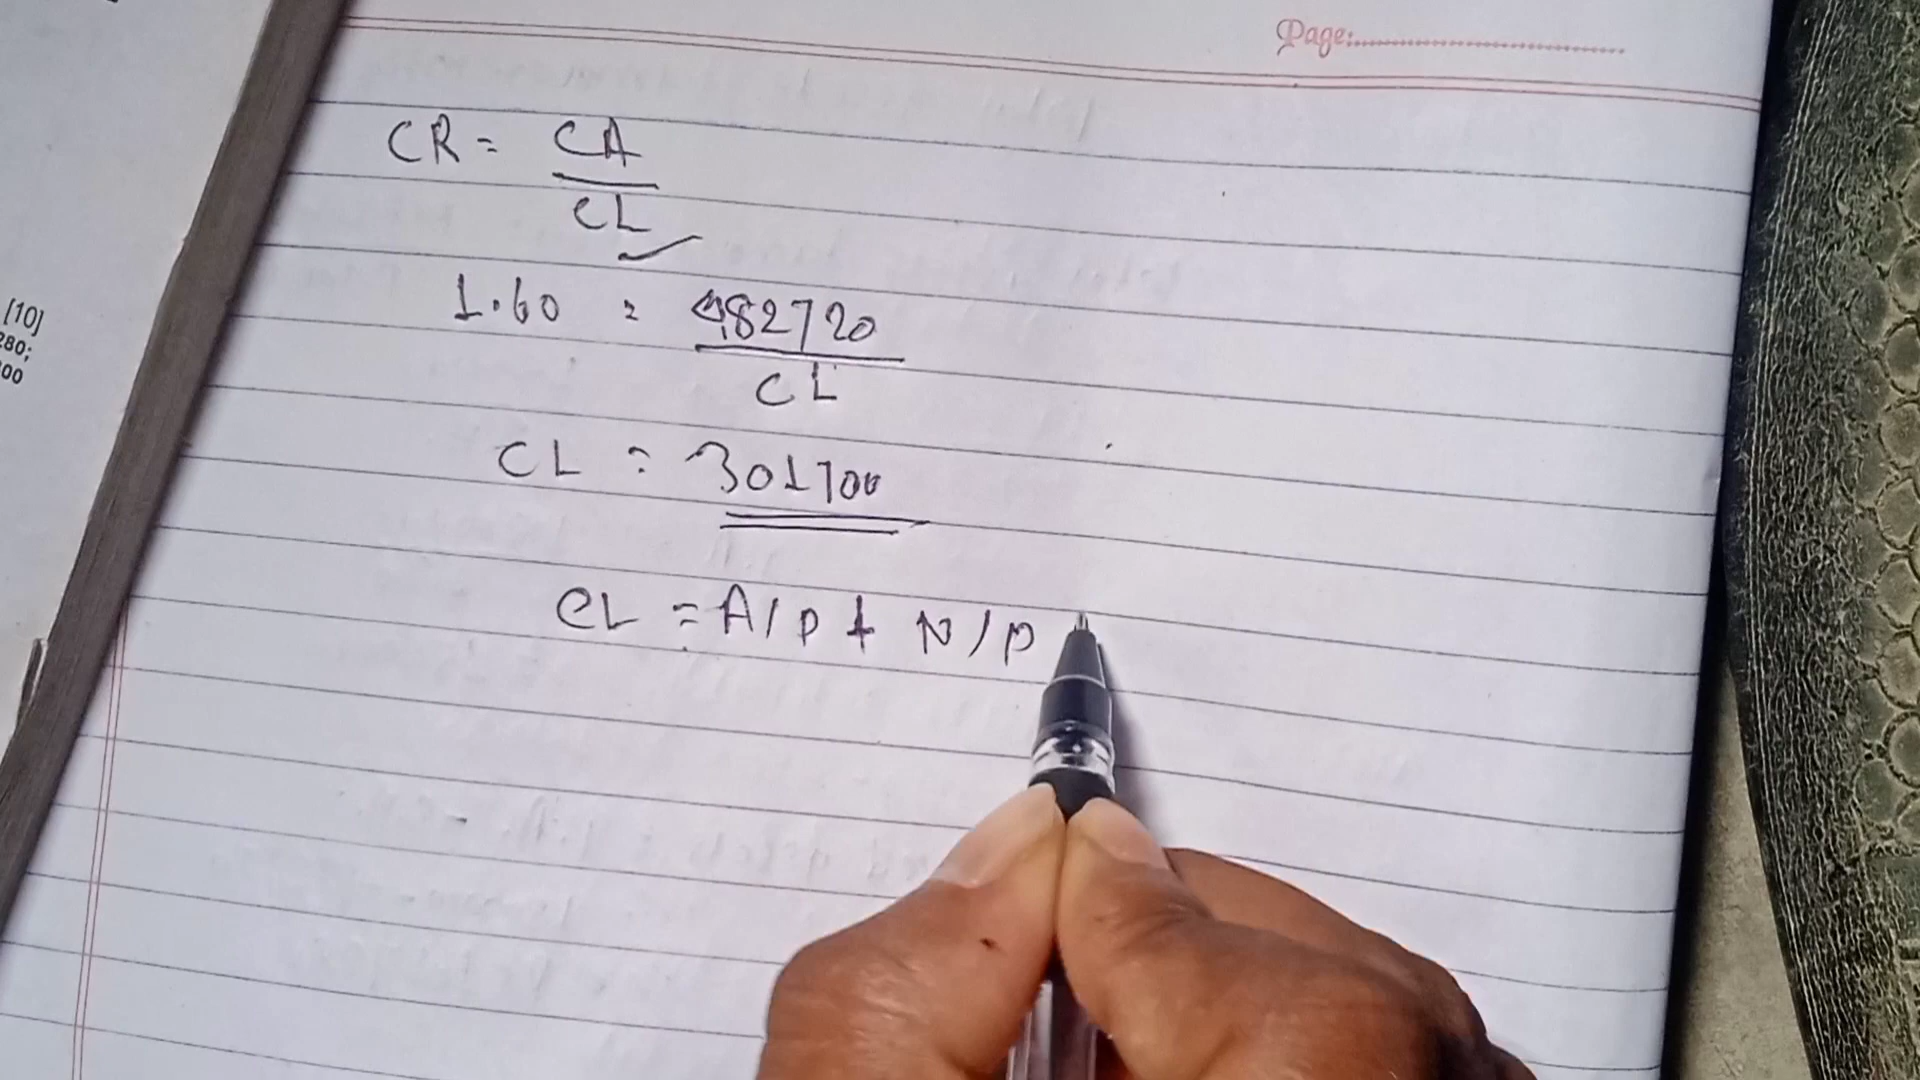 Page:
CR = CA
CL
1.60 = 482720
CL
CL = 301700
CL = A/P + N/P
[10]
280;
00